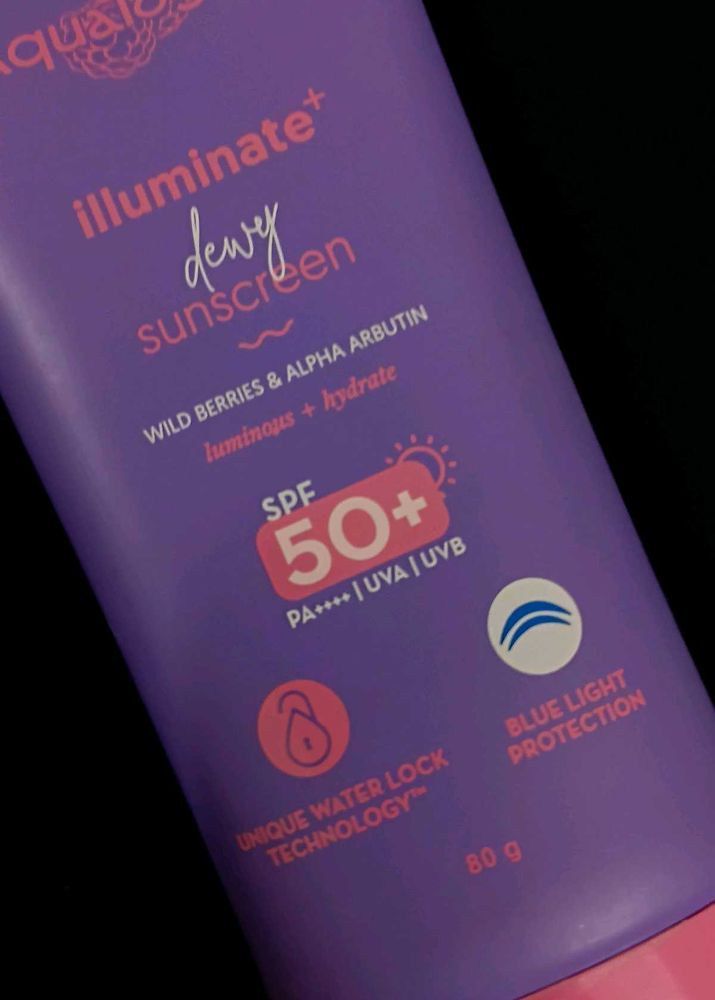 illuminate+
dewy
sunscreen
WILD BERRIES & ALPHA ARBUTIN
luminous + hydrate
SPF
50+
PA++++ | UVA | UVB
BLUE LIGHT
PROTECTION
UNIQUE WATER LOCK
TECHNOLOGY™
80 g